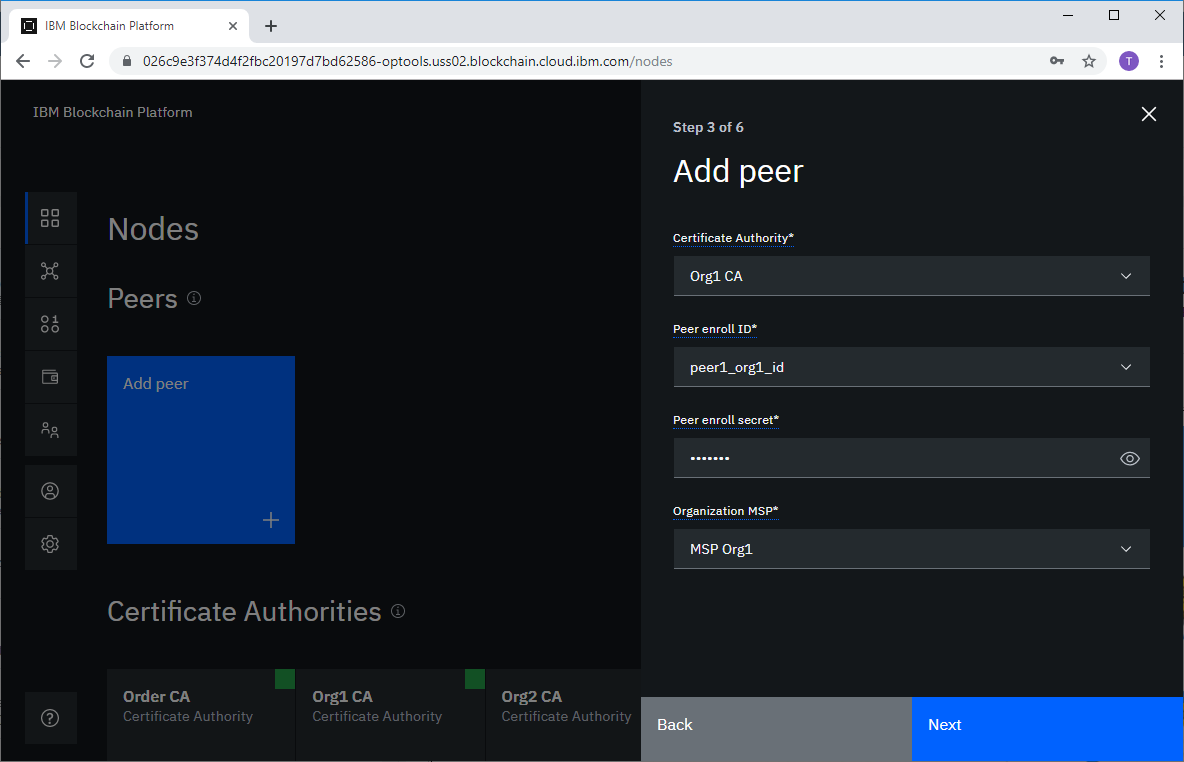 IBM Blockchain Platform
026c9e3f374d4f2fbc20197d7bd62586-optools.uss02.blockchain.cloud.ibm.com/nodes
T
IBM Blockchain Platform
Nodes
Peers
Add peer
Certificate Authorities
Order CA
Certificate Authority
Org1 CA
Certificate Authority
Org2 CA
Certificate Authority
Step 3 of 6
Add peer
Certificate Authority*
Org1 CA
Peer enroll ID*
peer1_org1_id
Peer enroll secret*
•••••••
Organization MSP*
MSP Org1
Back
Next